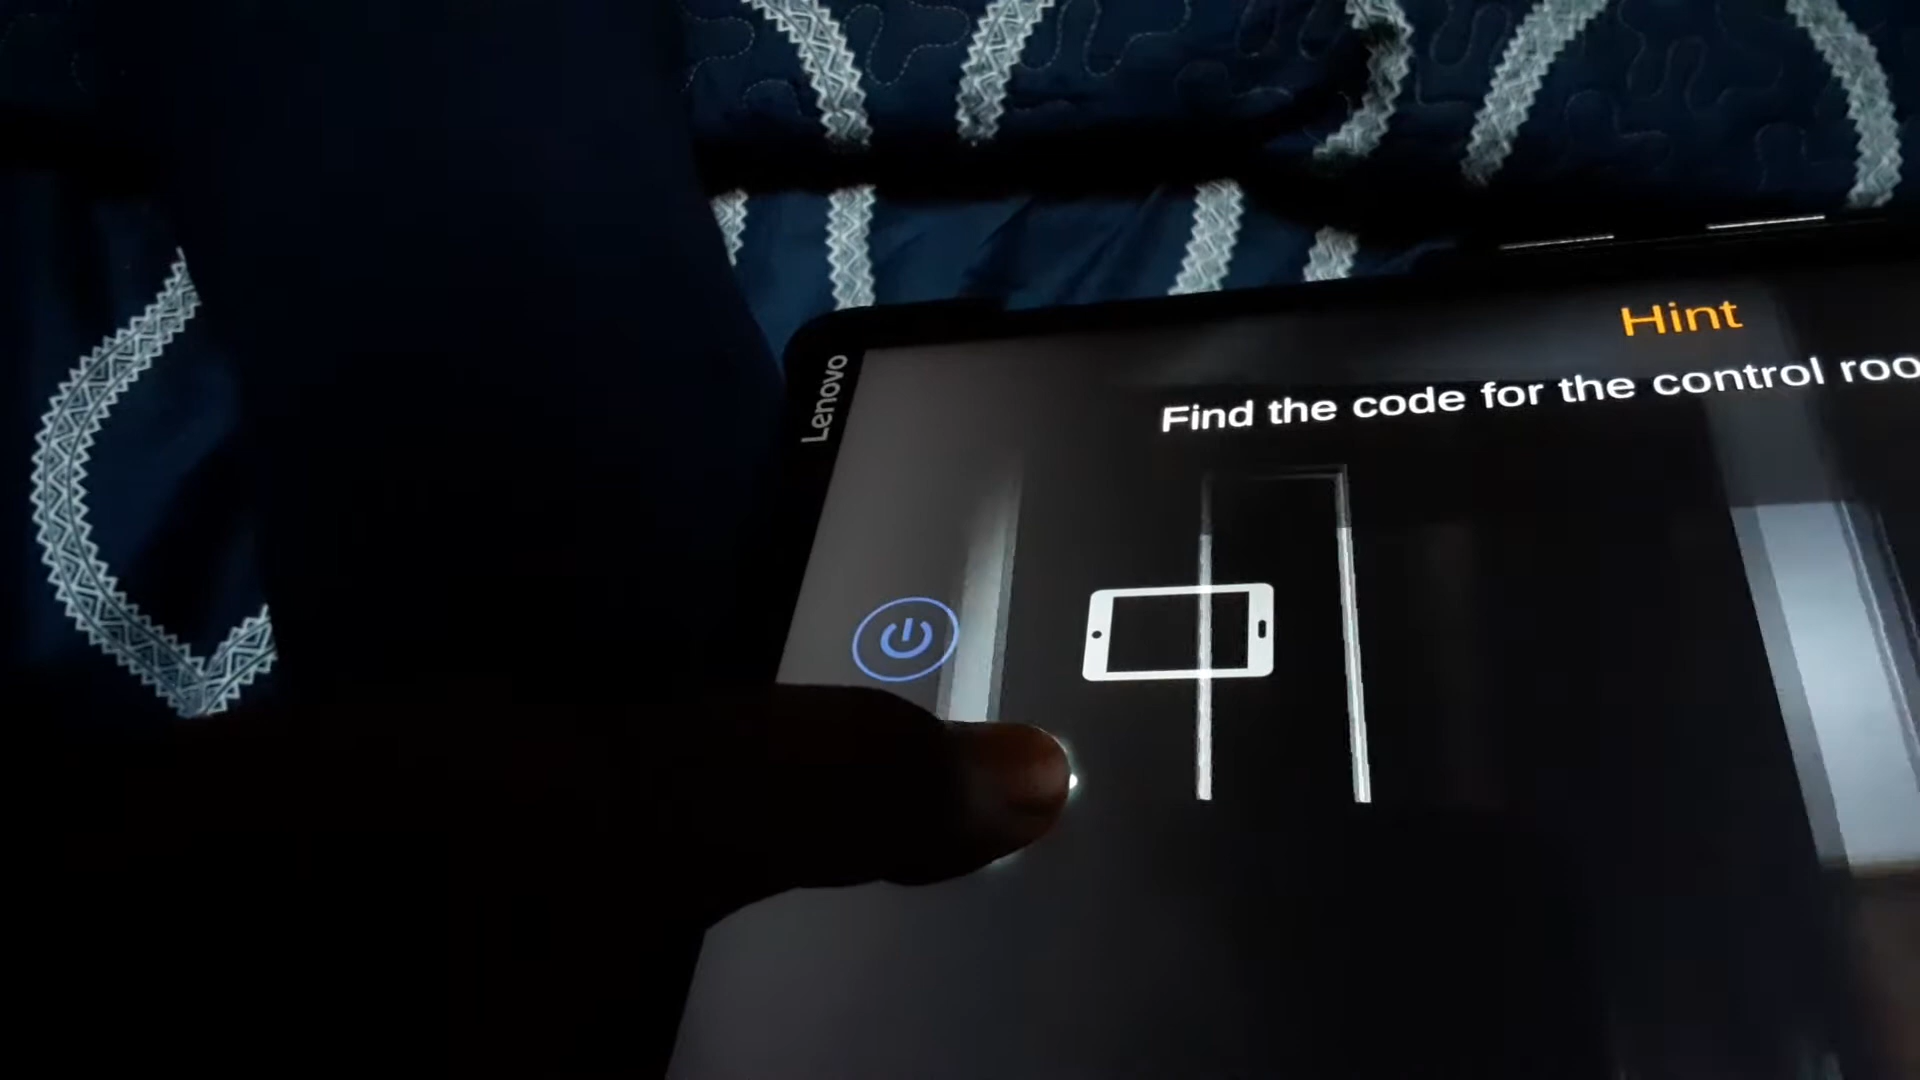 Lenovo
Hint
Find the code for the control